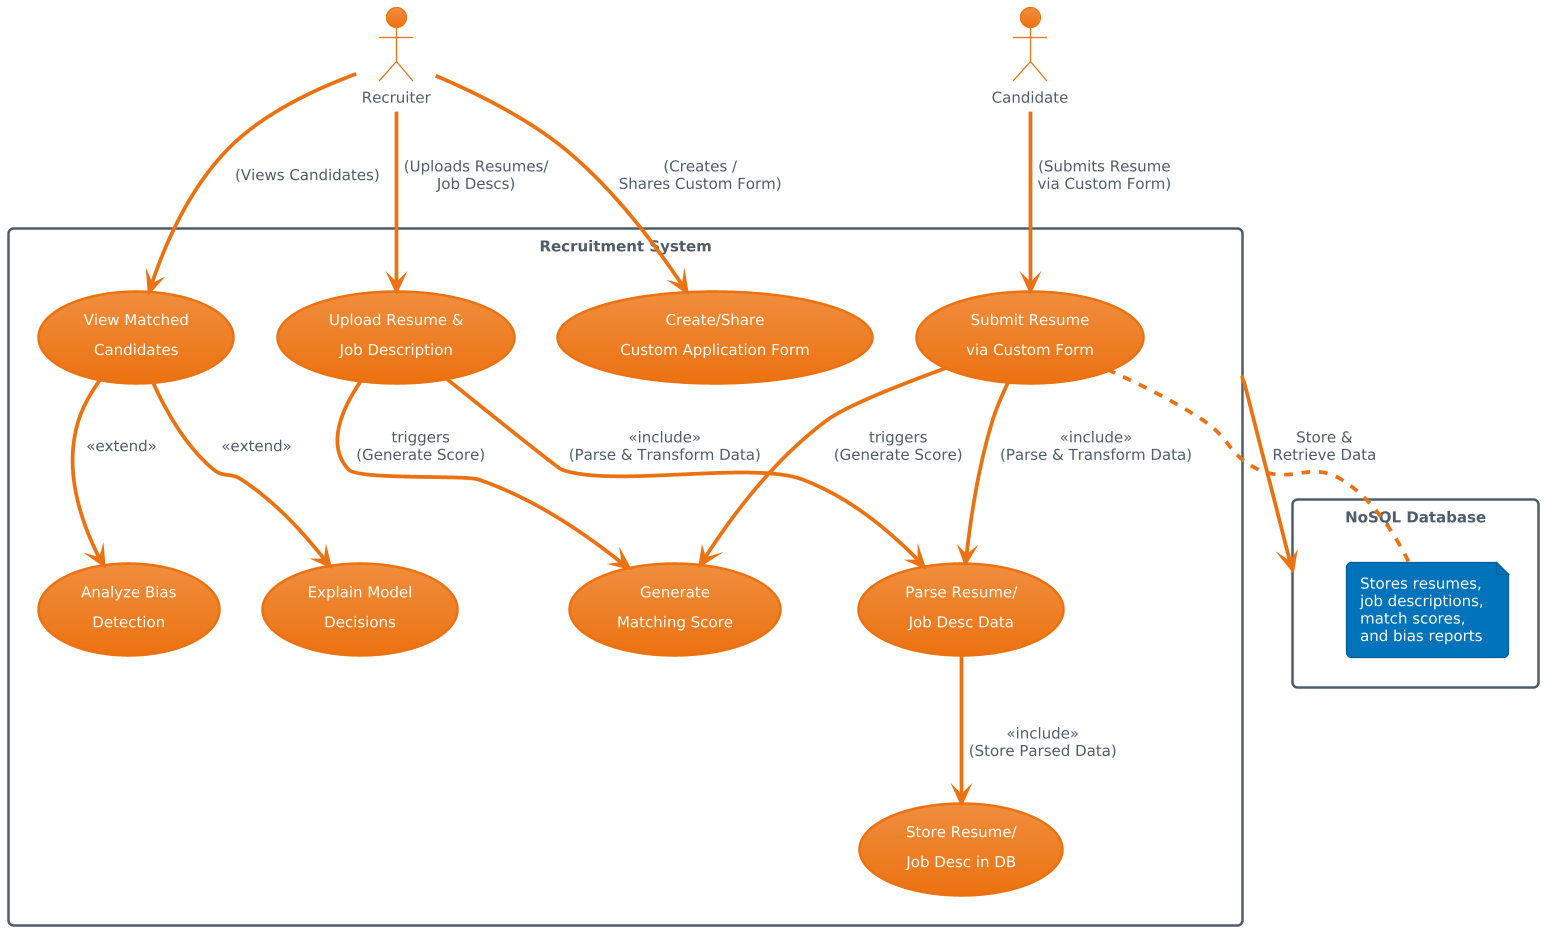 Recruiter
Candidate
(Views Candidates)
(Uploads Resumes/
Job Descs)
(Creates /
Shares Custom Form)
(Submits Resume
via Custom Form)
Recruitment System
View Matched
Candidates
Upload Resume &
Job Description
Create/Share
Custom Application Form
Submit Resume
via Custom Form
«extend»
«extend»
triggers
(Generate Score)
«include»
(Parse & Transform Data)
triggers
(Generate Score)
«include»
(Parse & Transform Data)
Store &
Retrieve Data
NoSQL Database
Stores resumes,
job descriptions,
match scores,
and bias reports
Analyze Bias
Detection
Explain Model
Decisions
Generate
Matching Score
Parse Resume/
Job Desc Data
«include»
(Store Parsed Data)
Store Resume/
Job Desc in DB